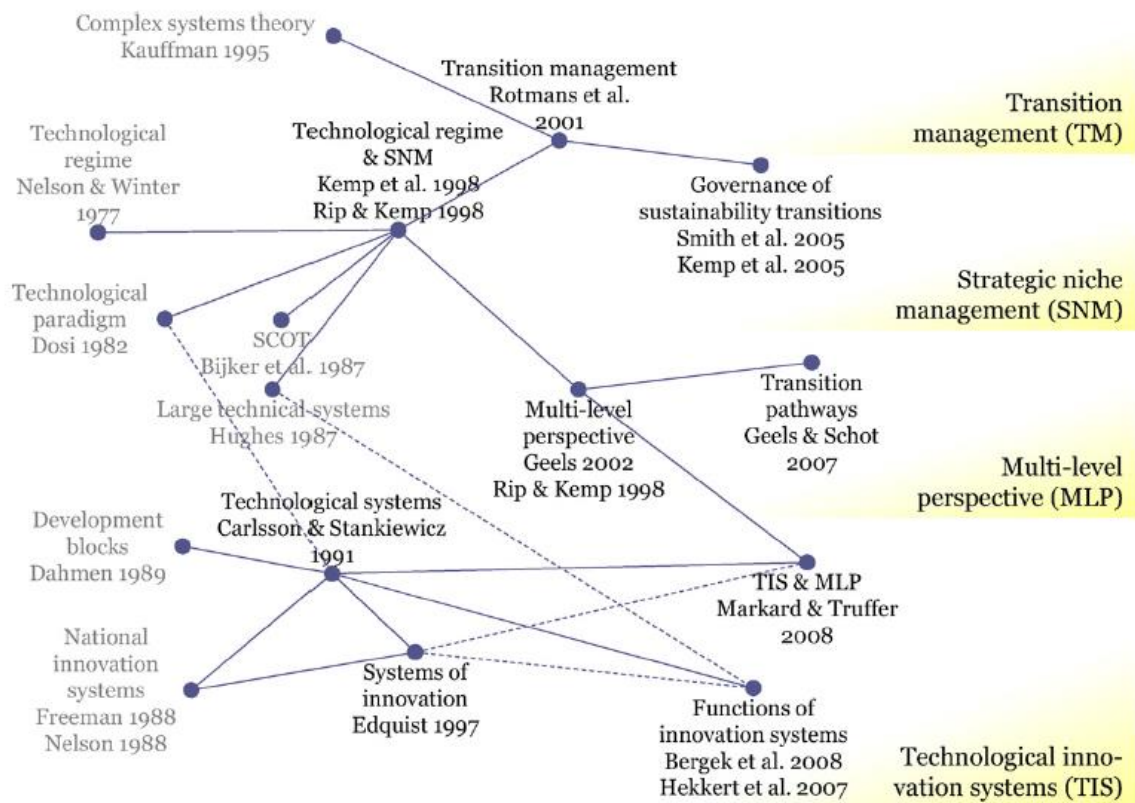 Complex systems theory
Kauffman 1995
Transition management
Rotmans et al.
2001
Transition
management (TM)
Technological
regime
Nelson & Winter
1977
Technological regime
& SNM
Kemp et al. 1998
Rip & Kemp 1998
Governance of
sustainability transitions
Smith et al. 2005
Kemp et al. 2005
Strategic niche
management (SNM)
Technological
paradigm
Dosi 1982
SCOT
Bijker et al. 1987
Large technical systems
Hughes 1987
Multi-level
perspective
Geels 2002
Rip & Kemp 1998
Transition
pathways
Geels & Schot
2007
Multi-level
perspective (MLP)
Technological systems
Carlsson & Stankiewicz
1991
Development
blocks
Dahmen 1989
TIS & MLP
Markard & Truffer
2008
National
innovation
systems
Freeman 1988
Nelson 1988
Systems of
innovation
Edquist 1997
Functions of
innovation systems
Bergek et al. 2008
Hekkert et al. 2007
Technological inno-
vation systems (TIS)